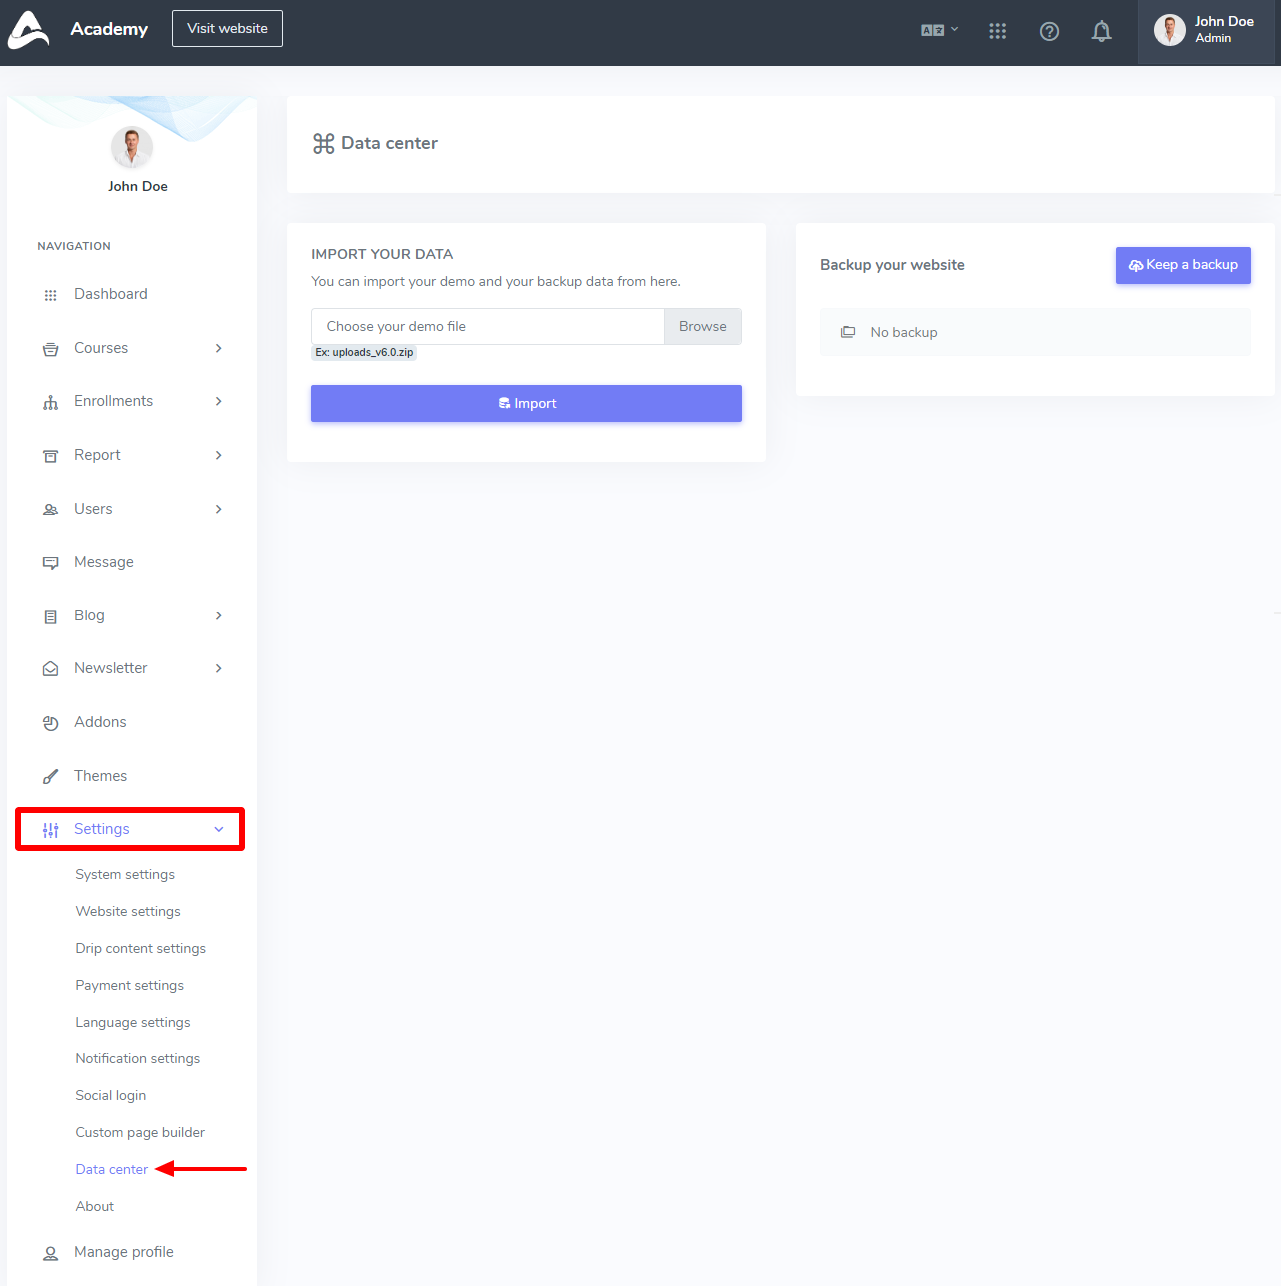 Academy
Visit website
John Doe
Admin
John Doe
NAVIGATION
Dashboard
Courses
Enrollments
Report
Users
Message
Blog
Newsletter
Addons
Themes
Settings
System settings
Website settings
Drip content settings
Payment settings
Language settings
Notification settings
Social login
Custom page builder
Data center
About
Manage profile
Data center
IMPORT YOUR DATA
You can import your demo and your backup data from here.
Choose your demo file
Browse
Ex: uploads_v6.0.zip
Import
Backup your website
Keep a backup
No backup